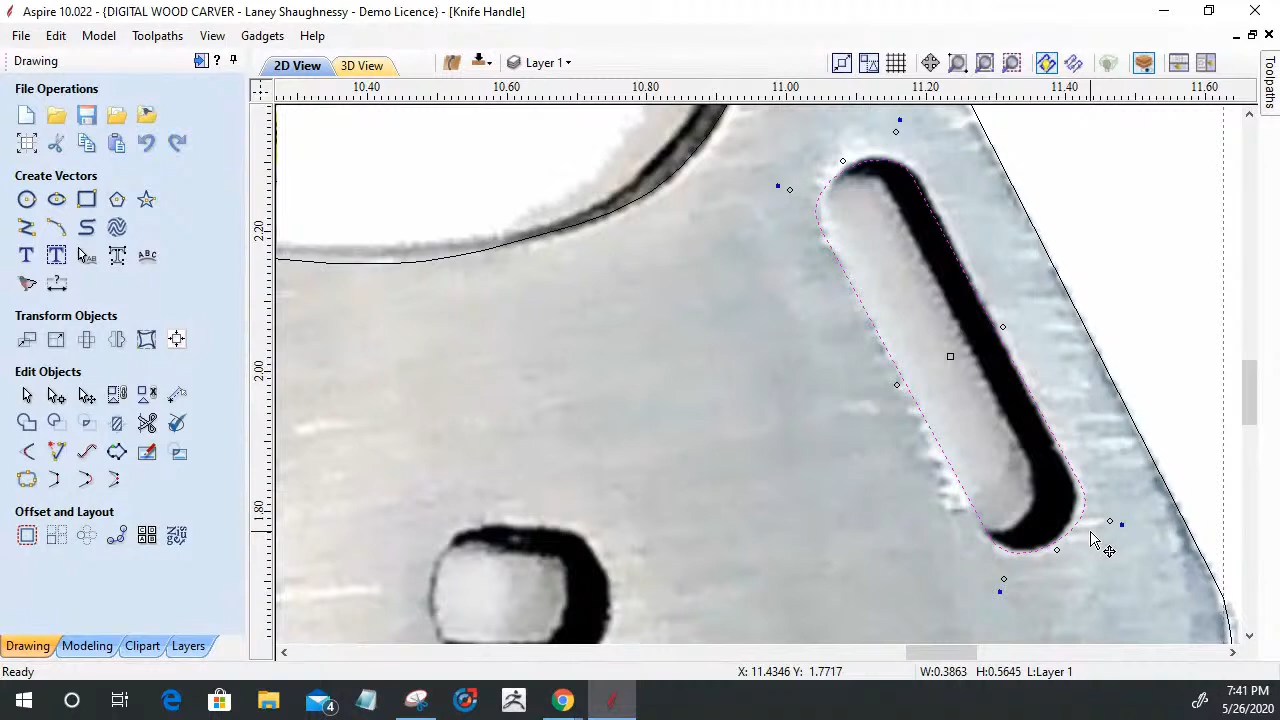 Aspire 10.022 - {DIGITAL WOOD CARVER - Laney Shaughnessy - Demo Licence} - [Knife Handle]
File Edit Model Toolpaths View Gadgets Help
Drawing
2D View 3D View Layer 1
File Operations
Create Vectors
Transform Objects
Edit Objects
Offset and Layout
10.40 10.60 10.80 11.00 11.20 11.40 11.60
2.20
2.00
1.80
Toolpaths
Drawing Modeling Clipart Layers
Ready X: 11.4346 Y: 1.7717 W:0.3863 H:0.5645 L:Layer 1
4
7:41 PM
5/26/2020